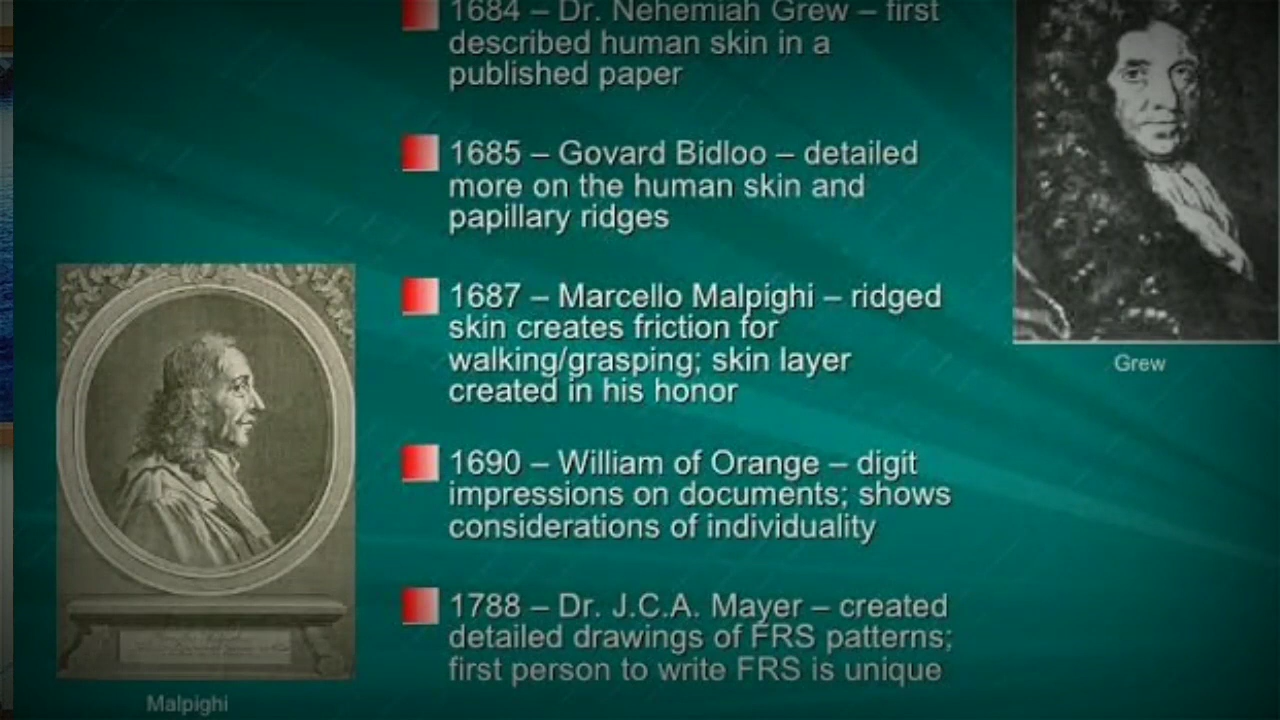 1684 – Dr. Nehemiah Grew – first
described human skin in a
published paper
1685 – Govard Bidloo – detailed
more on the human skin and
papillary ridges
1687 – Marcello Malpighi – ridged
skin creates friction for
walking/grasping; skin layer
created in his honor
1690 – William of Orange – digit
impressions on documents; shows
considerations of individuality
1788 – Dr. J.C.A. Mayer – created
detailed drawings of FRS patterns;
first person to write FRS is unique
Grew
Malpighi